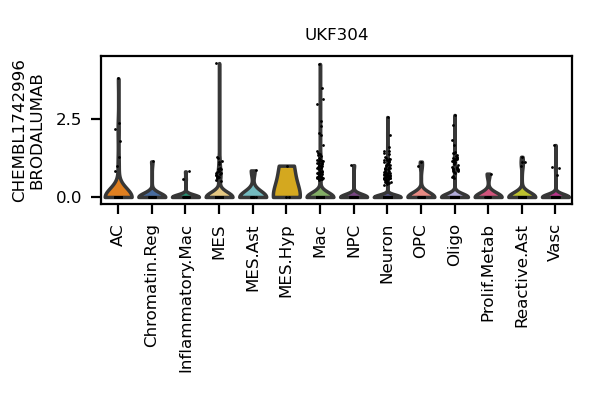 UKF304
CHEMBL1742996
BRODALUMAB
2.5
0.0
AC
Chromatin.Reg
Inflammatory.Mac
MES
MES.Ast
MES.Hyp
Mac
NPC
Neuron
OPC
Oligo
Prolif.Metab
Reactive.Ast
Vasc